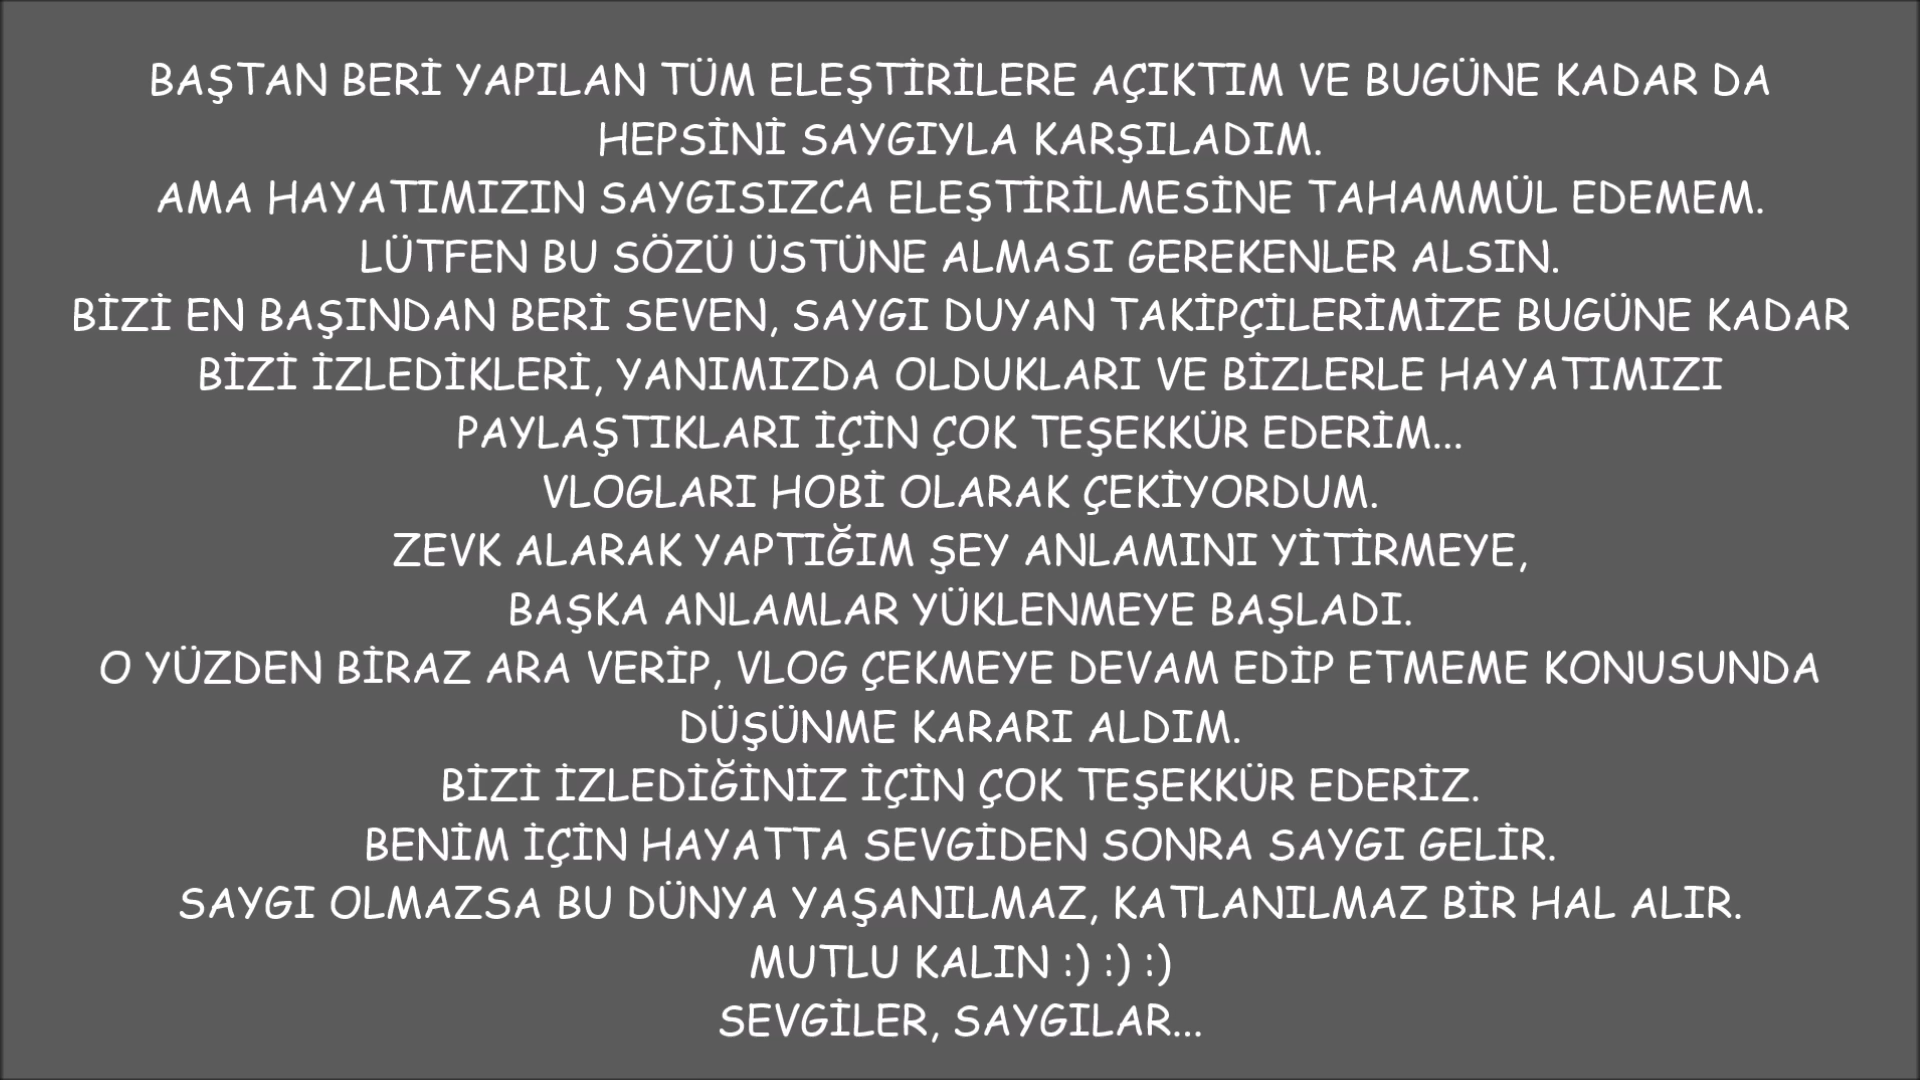 BAŞTAN BERİ YAPILAN TÜM ELEŞTİRİLERE AÇIKTIM VE BUGÜNE KADAR DA
HEPSİNİ SAYGIYLA KARŞILADIM.
AMA HAYATIMIZIN SAYGISIZCA ELEŞTİRİLMESİNE TAHAMMÜL EDEMEM.
LÜTFEN BU SÖZÜ ÜSTÜNE ALMASI GEREKENLER ALSIN.
BİZİ EN BAŞINDAN BERİ SEVEN, SAYGI DUYAN TAKİPÇİLERİMİZE BUGÜNE KADAR
BİZİ İZLEDİKLERİ, YANIMIZDA OLDUKLARI VE BİZLERLE HAYATIMIZI
PAYLAŞTIKLARI İÇİN ÇOK TEŞEKKÜR EDERİM...
VLOGLARI HOBİ OLARAK ÇEKİYORDUM.
ZEVK ALARAK YAPTIĞIM ŞEY ANLAMINI YİTİRMEYE,
BAŞKA ANLAMLAR YÜKLENMEYE BAŞLADI.
O YÜZDEN BİRAZ ARA VERİP, VLOG ÇEKMEYE DEVAM EDİP ETMEME KONUSUNDA
DÜŞÜNME KARARI ALDIM.
BİZİ İZLEDİĞİNİZ İÇİN ÇOK TEŞEKKÜR EDERİZ.
BENİM İÇİN HAYATTA SEVGİDEN SONRA SAYGI GELİR.
SAYGI OLMAZSA BU DÜNYA YAŞANILMAZ, KATLANILMAZ BİR HAL ALIR.
MUTLU KALIN :) :) :)
SEVGİLER, SAYGILAR...